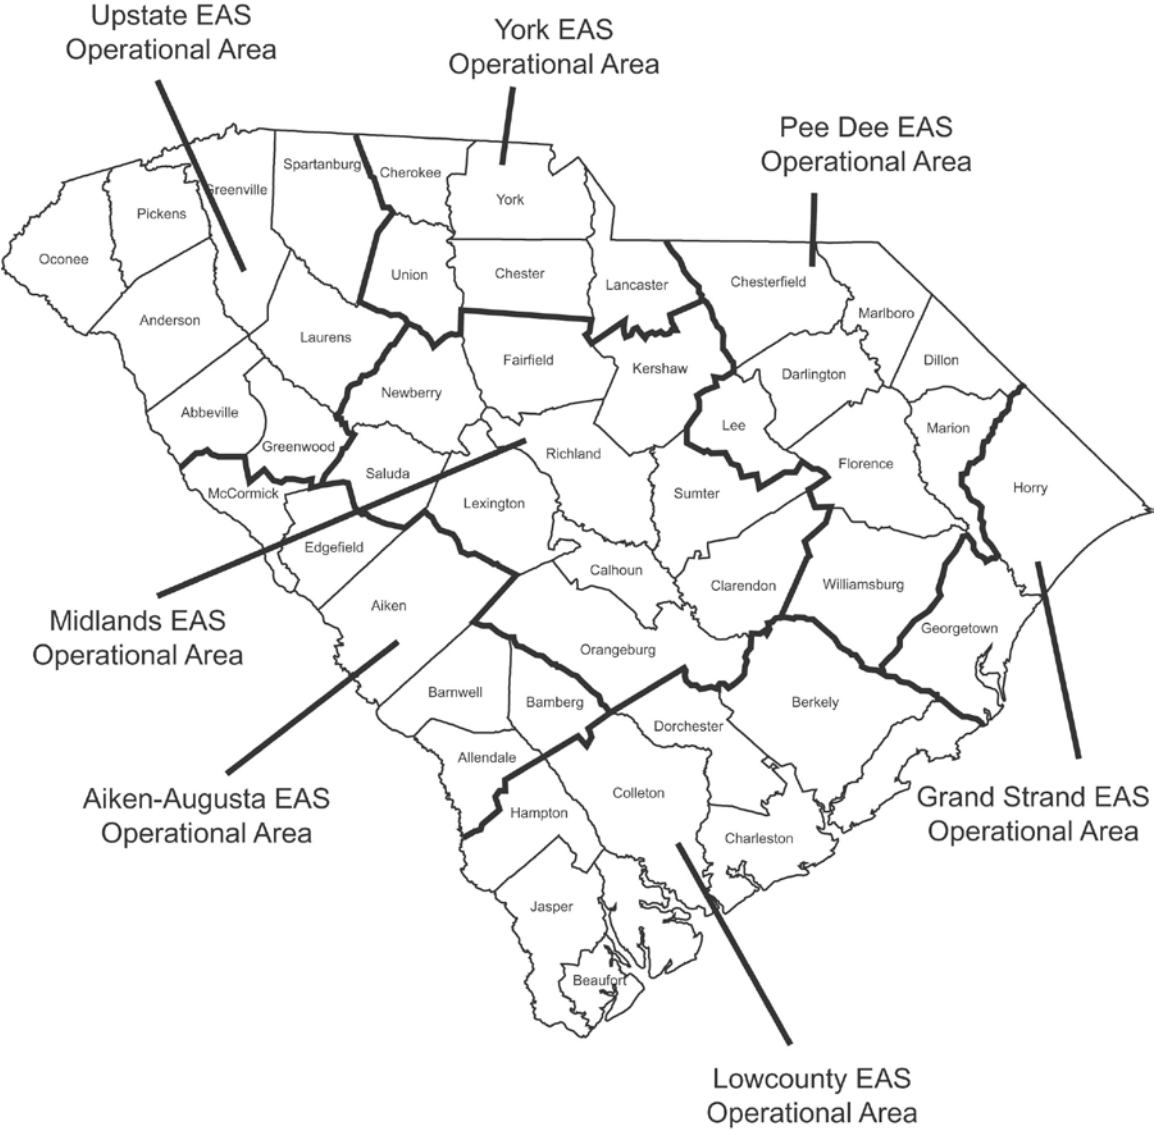 Upstate EAS
Operational Area
York EAS
Operational Area
Pee Dee EAS
Operational Area
Spartanburg
Cherokee
Greenville
York
Pickens
Oconee
Union
Chester
Lancaster
Chesterfield
Marlboro
Anderson
Laurens
Fairfield
Kershaw
Darlington
Dillon
Newberry
Abbeville
Greenwood
Lee
Marion
Saluda
Richland
Florence
McCormick
Lexington
Sumter
Horry
Edgefield
Calhoun
Clarendon
Williamsburg
Aiken
Georgetown
Midlands EAS
Operational Area
Orangeburg
Barnwell
Bamberg
Berkely
Dorchester
Allendale
Colleton
Hampton
Charleston
Aiken-Augusta EAS
Operational Area
Grand Strand EAS
Operational Area
Jasper
Beaufort
Lowcounty EAS
Operational Area